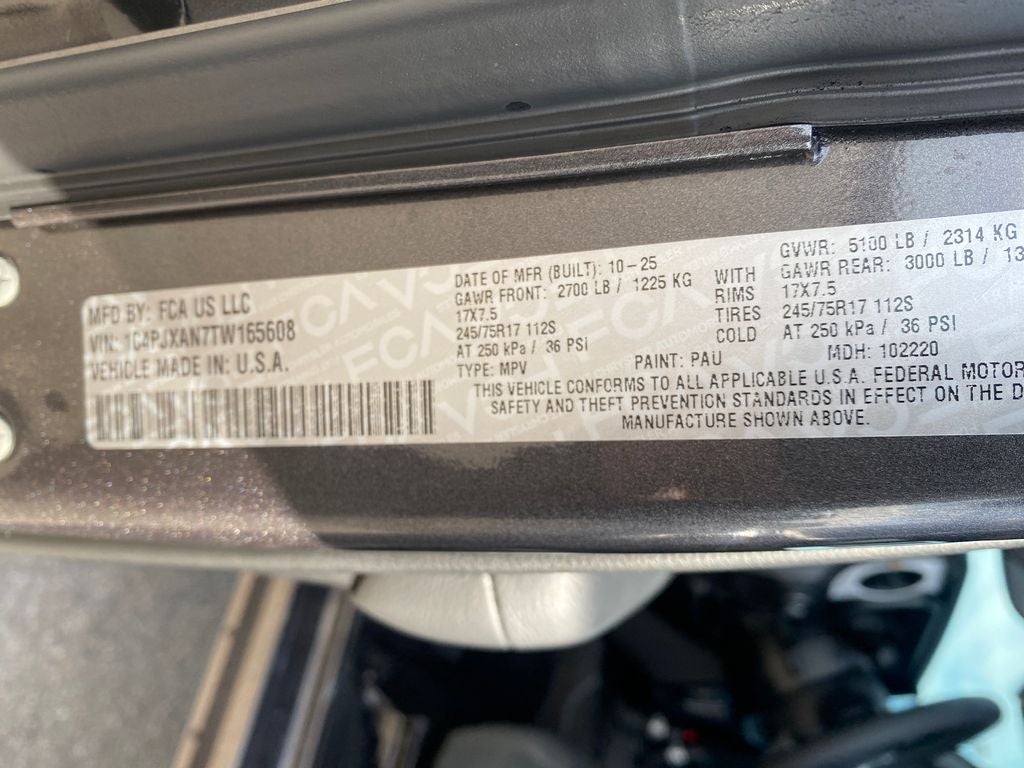 MFD BY: FCA US LLC
VIN: 1C4PJXAN7TW165608
VEHICLE MADE IN: U.S.A.
DATE OF MFR (BUILT): 10-25
GVWR: 5100 LB / 2314 KG
GAWR FRONT: 2700 LB / 1225 KG WITH GAWR REAR: 3000 LB / 13
17X7.5 RIMS 17X7.5
245/75R17 112S TIRES 245/75R17 112S
AT 250 kPa / 36 PSI COLD AT 250 kPa / 36 PSI
TYPE: MPV PAINT: PAU MDH: 102220
THIS VEHICLE CONFORMS TO ALL APPLICABLE U.S.A. FEDERAL MOTOR
SAFETY AND THEFT PREVENTION STANDARDS IN EFFECT ON THE D
MANUFACTURE SHOWN ABOVE.